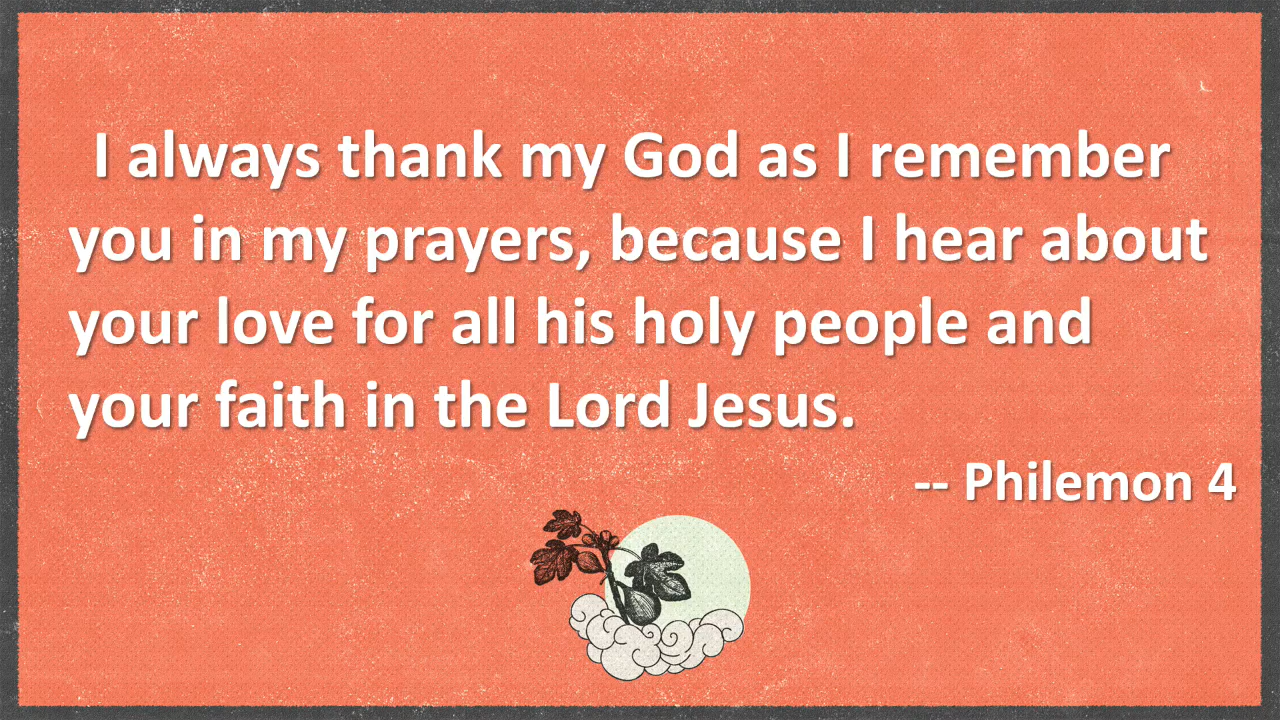 I always thank my God as I remember
you in my prayers, because I hear about
your love for all his holy people and
your faith in the Lord Jesus.
-- Philemon 4